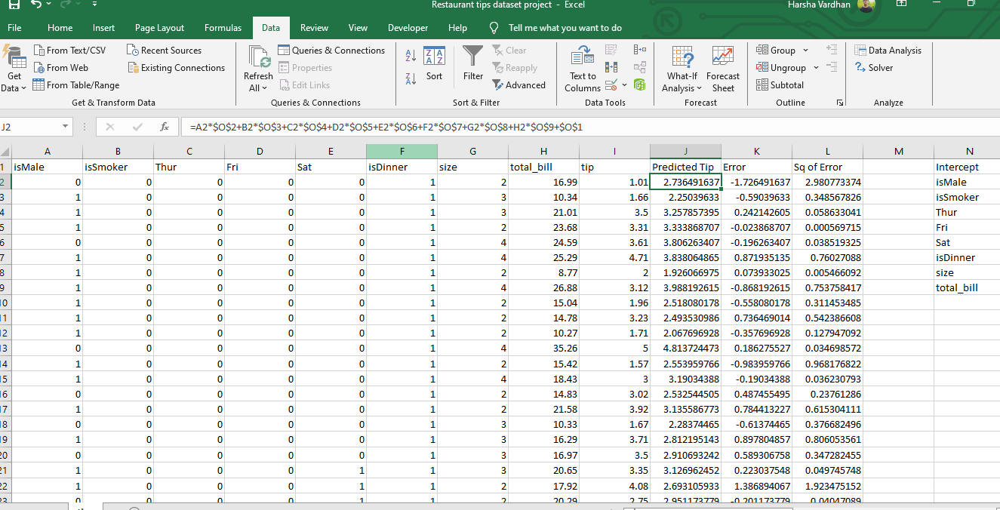 Restaurant tips dataset project - Excel Harsha Vardhan
File Home Insert Page Layout Formulas Data Review View Developer Help Tell me what you want to do
From Text/CSV Recent Sources Queries & Connections Clear Group Data Analysis
From Web Existing Connections Properties Reapply Ungroup Solver
Get Data From Table/Range Refresh All Edit Links Sort Filter Advanced Text to Columns What-If Analysis Forecast Sheet Subtotal
Get & Transform Data Queries & Connections Sort & Filter Data Tools Forecast Outline Analyze
J2 fx =A2*$O$2+B2*$O$3+C2*$O$4+D2*$O$5+E2*$O$6+F2*$O$7+G2*$O$8+H2*$O$9+$O$1
A B C D E F G H I J K L M N
1 isMale isSmoker Thur Fri Sat isDinner size total_bill tip Predicted Tip Error Sq of Error Intercept
2 0 0 0 0 0 1 2 16.99 1.01 2.736491637 -1.726491637 2.980773374 isMale
3 1 0 0 0 0 1 3 10.34 1.66 2.25039633 -0.59039633 0.348567826 isSmoker
4 1 0 0 0 0 1 3 21.01 3.5 3.257857395 0.242142605 0.058633041 Thur
5 1 0 0 0 0 1 2 23.68 3.31 3.333868707 -0.023868707 0.000569715 Fri
6 0 0 0 0 0 1 4 24.59 3.61 3.806263407 -0.196263407 0.038519325 Sat
7 1 0 0 0 0 1 4 25.29 4.71 3.838064865 0.871935135 0.76027088 isDinner
8 1 0 0 0 0 1 2 8.77 2 1.926066975 0.073933025 0.005466092 size
9 1 0 0 0 0 1 4 26.88 3.12 3.988192615 -0.868192615 0.753758417 total_bill
10 1 0 0 0 0 1 2 15.04 1.96 2.518080178 -0.558080178 0.311453485
11 1 0 0 0 0 1 2 14.78 3.23 2.493530986 0.736469014 0.542386608
12 1 0 0 0 0 1 2 10.27 1.71 2.067696928 -0.357696928 0.127947092
13 0 0 0 0 0 1 4 35.26 5 4.813724473 0.186275527 0.034698572
14 1 0 0 0 0 1 2 15.42 1.57 2.553959766 -0.983959766 0.968176822
15 1 0 0 0 0 1 4 18.43 3 3.19034388 -0.19034388 0.036230793
16 0 0 0 0 0 1 2 14.83 3.02 2.532544505 0.487455495 0.23761286
17 1 0 0 0 0 1 2 21.58 3.92 3.135586773 0.784413227 0.615304111
18 0 0 0 0 0 1 3 10.33 1.67 2.28374465 -0.61374465 0.376682496
19 1 0 0 0 0 1 3 16.29 3.71 2.812195143 0.897804857 0.806053561
20 0 0 0 0 0 1 3 16.97 3.5 2.910693242 0.589306758 0.347282455
21 1 0 0 0 1 1 3 20.65 3.35 3.126962452 0.223037548 0.049745748
22 1 0 0 0 1 1 2 17.92 4.08 2.693105933 1.386894067 1.923475152
23 0 0 0 0 1 1 2 20.29 2.75 2.951173779 -0.201173779 0.04047089